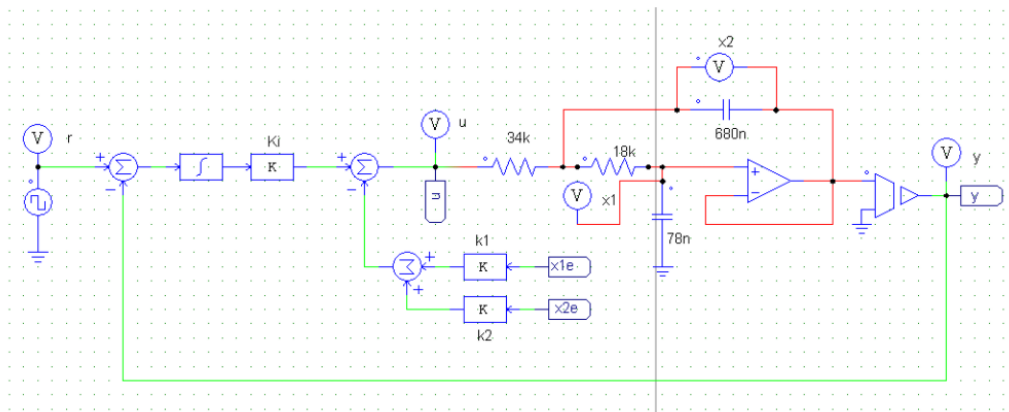 x2
V
680n
V
r
V
u
34k
18k
V
x1
78n
V
y
Ki
K
+
Σ
−
∫
+
Σ
−
u
+
−
y
k1
K
x1e
+
Σ
+
K
x2e
k2